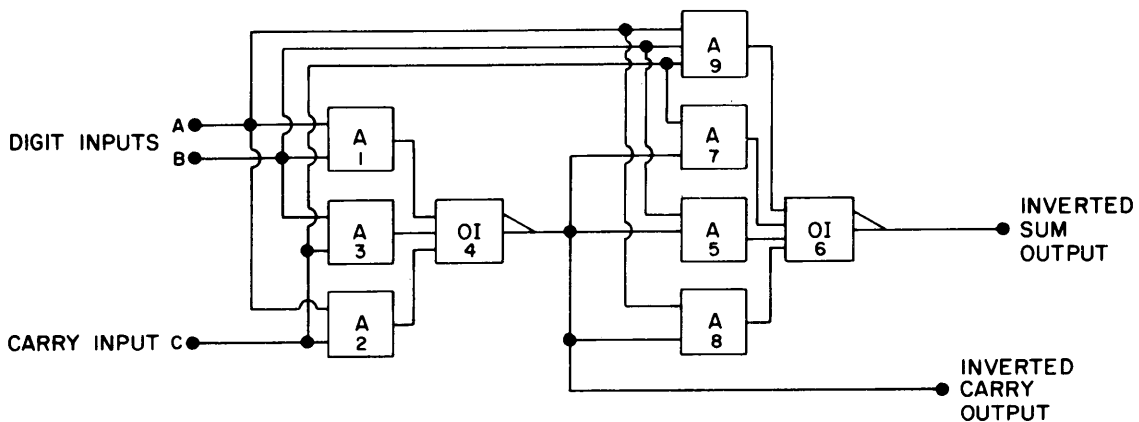 DIGIT INPUTS
A
B
CARRY INPUT C
A
1
A
3
A
2
OI
4
A
9
A
7
A
5
A
8
OI
6
INVERTED
SUM
OUTPUT
INVERTED
CARRY
OUTPUT